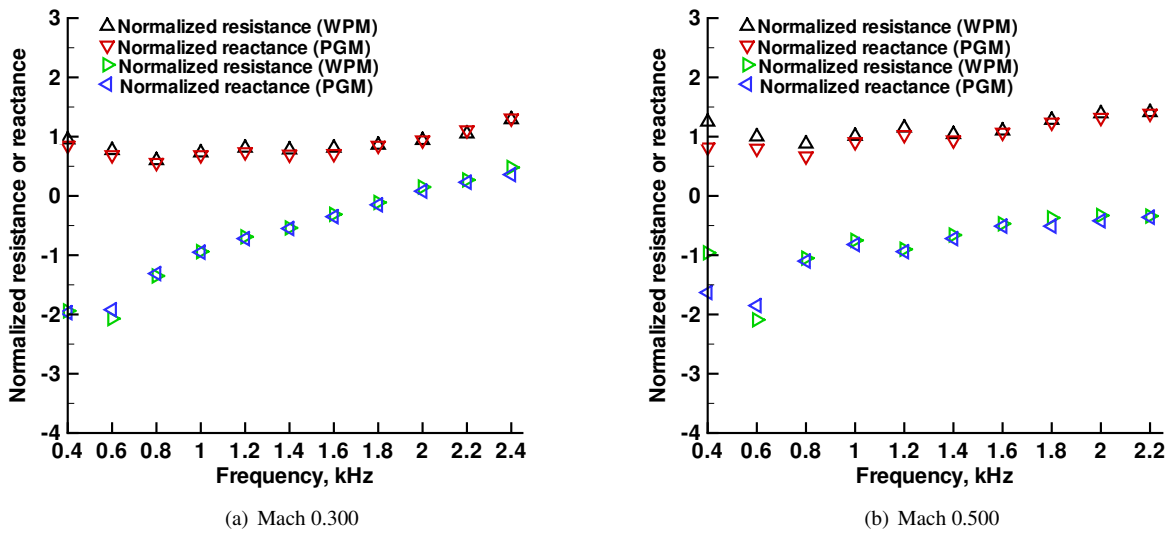 3
2
1
0
-1
-2
-3
-4
Normalized resistance or reactance
Normalized resistance (WPM)
Normalized reactance (PGM)
Normalized resistance (WPM)
Normalized reactance (PGM)
0.4 0.6 0.8 1 1.2 1.4 1.6 1.8 2 2.2 2.4
Frequency, kHz
(a) Mach 0.300
3
2
1
0
-1
-2
-3
-4
Normalized resistance or reactance
Normalized resistance (WPM)
Normalized reactance (PGM)
Normalized resistance (WPM)
Normalized reactance (PGM)
0.4 0.6 0.8 1 1.2 1.4 1.6 1.8 2 2.2
Frequency, kHz
(b) Mach 0.500